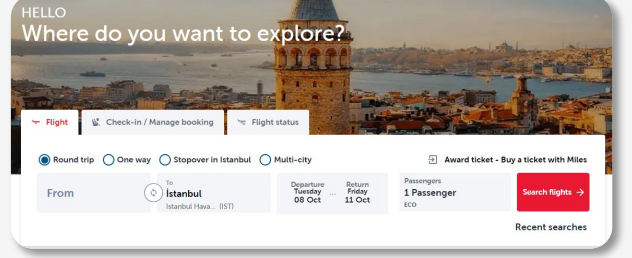 HELLO
Where do you want to explore?
Flight
Check-in / Manage booking
Flight status
Round trip
One way
Stopover in Istanbul
Multi-city
Award ticket - Buy a ticket with Miles
From
To
İstanbul
Istanbul Hava... (IST)
Departure
Tuesday
08 Oct
...
Return
Friday
11 Oct
Passengers
1 Passenger
ECO
Search flights →
Recent searches